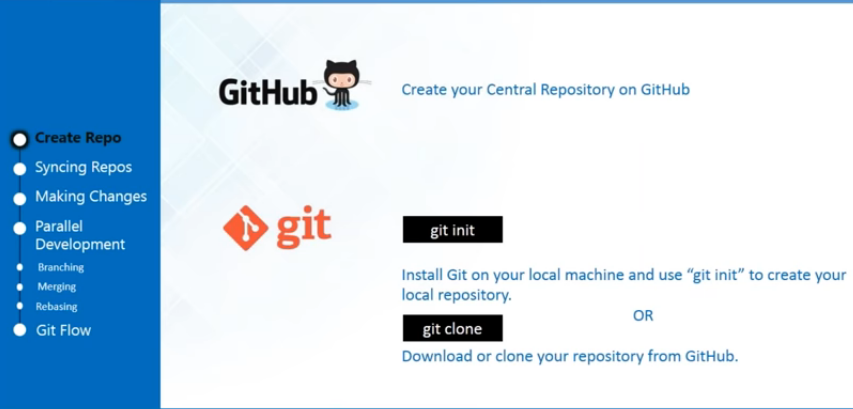 Create Repo
Syncing Repos
Making Changes
Parallel
Development
Branching
Merging
Rebasing
Git Flow
GitHub
Create your Central Repository on GitHub
git
git init
Install Git on your local machine and use “git init” to create your
local repository.
OR
git clone
Download or clone your repository from GitHub.